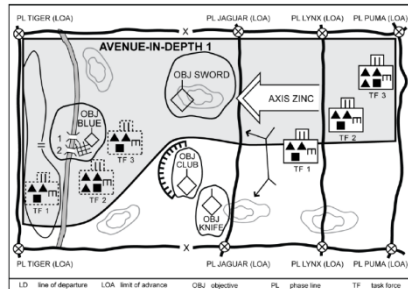 X
PL TIGER (LOA)
PL JAGUAR (LOA)
PL LYNX (LOA)
PL PUMA (LOA)
AVENUE-IN-DEPTH 1
OBJ SWORD
AXIS ZINC
m
TF 3
OBJ BLUE
1
2
m
TF 3
m
TF 2
m
TF 1
OBJ CLUB
m
TF 1
m
TF 2
OBJ KNIFE
PL TIGER (LOA)
X
PL JAGUAR (LOA)
PL LYNX (LOA)
PL PUMA (LOA)
LD line of departure LOA limit of advance OBJ objective PL phase line TF task force